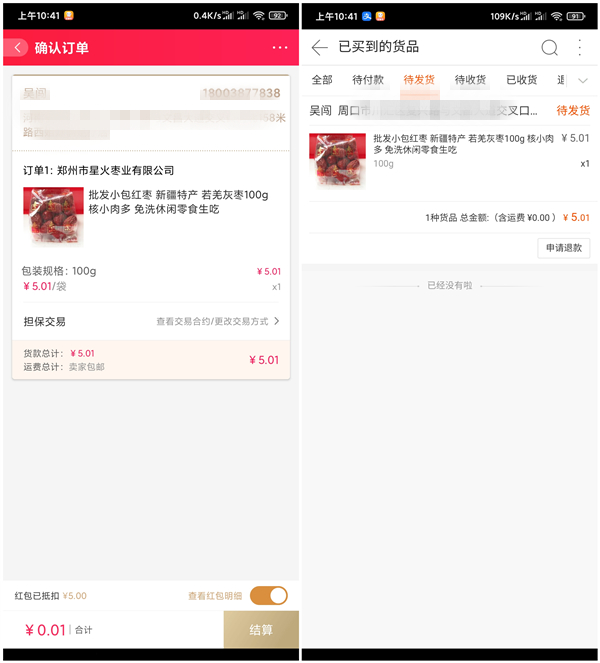 上午10:41
0.4K/s
92
确认订单
吴闯
18003877838
路西
订单1: 郑州市星火枣业有限公司
批发小包红枣 新疆特产 若羌灰枣100g
核小肉多 免洗休闲零食生吃
包装规格: 100g
¥5.01
¥5.01/袋
x1
担保交易
查看交易合约/更改交易方式
货款总计: ¥5.01
运费总计: 卖家包邮
¥5.01
红包已抵扣 ¥5.00
查看红包明细
¥0.01
合计
结算
上午10:41
109K/s
91
已买到的货品
全部 待付款 待发货 待收货 已收货
吴闯 周口市
交叉口...
待发货
批发小包红枣 新疆特产 若羌灰枣100g 核小肉
多 免洗休闲零食生吃
¥5.01
100g
x1
1种货品 总金额: (含运费 ¥0.00 ) ¥ 5.01
申请退款
已经没有啦